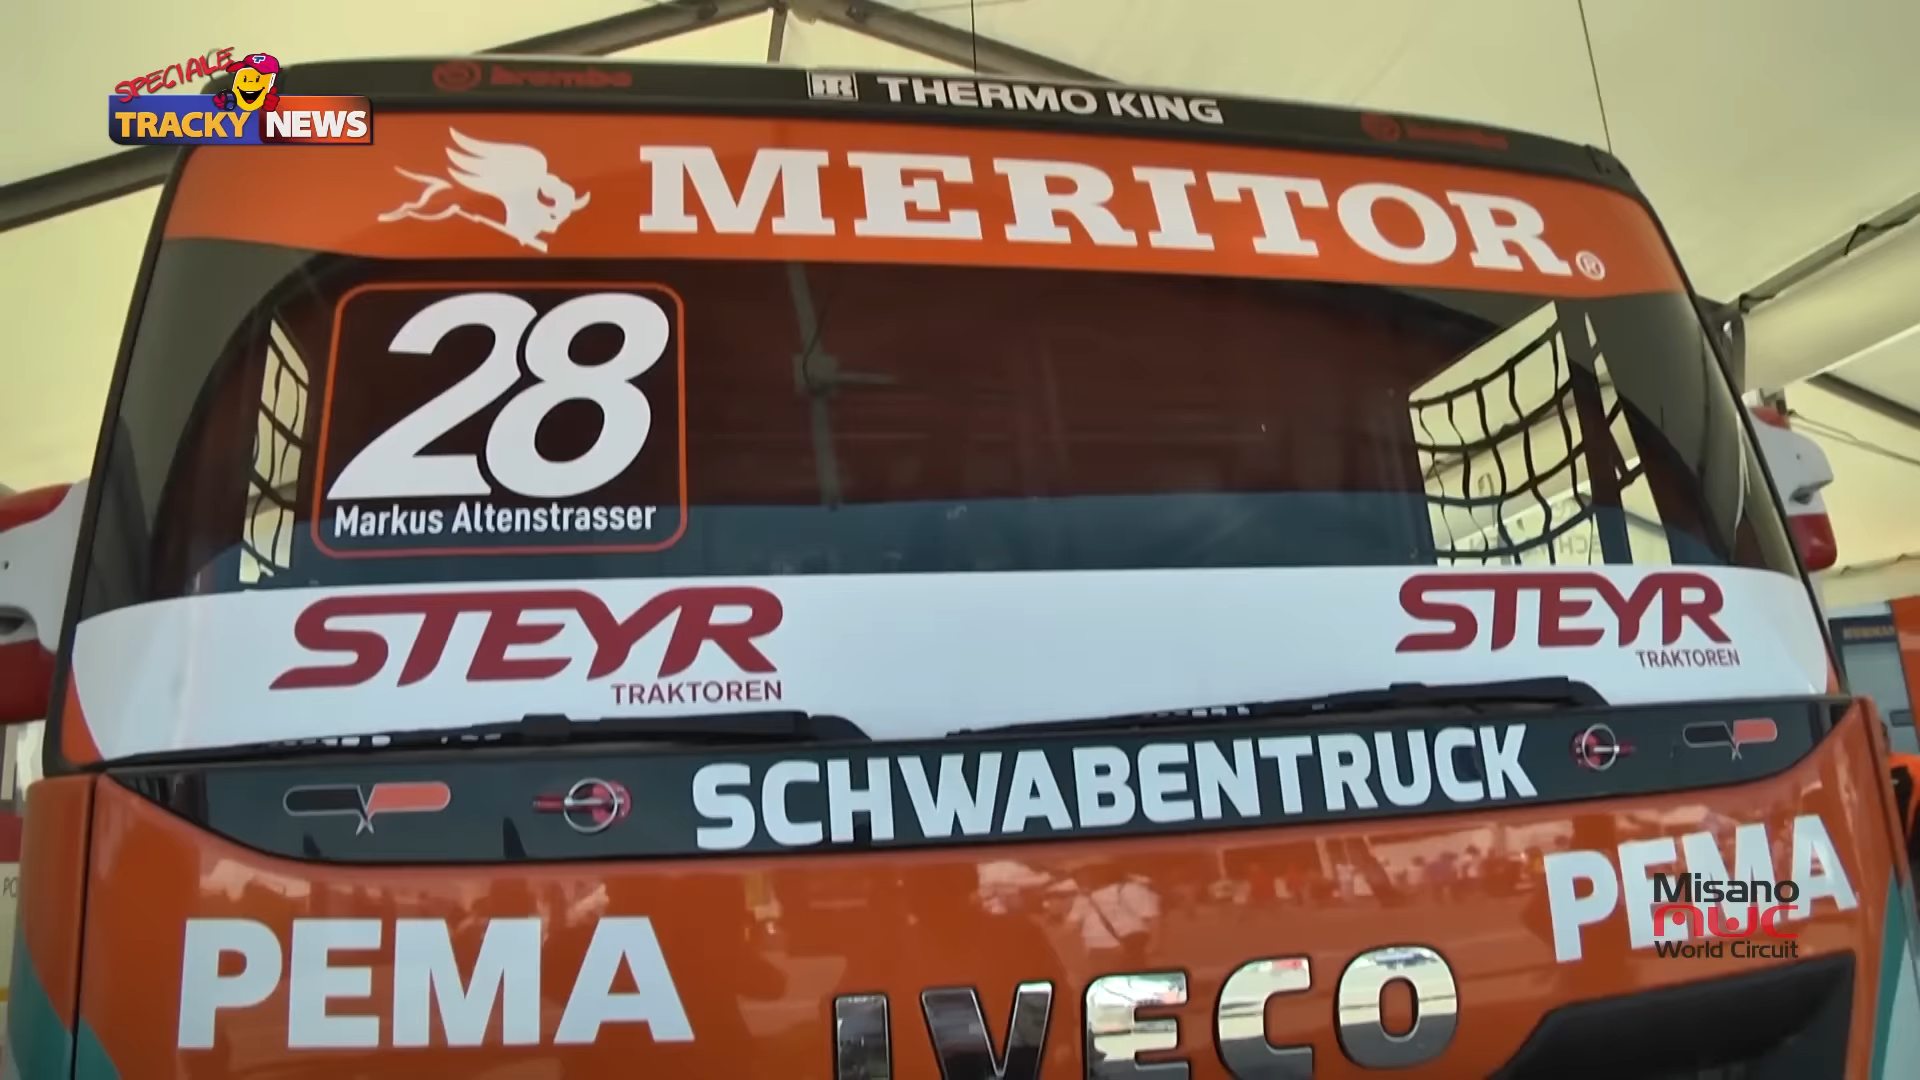 SPECIALE
TRACKY NEWS
brembo
THERMO KING
MERITOR®
28
Markus Altenstrasser
STEYR
TRAKTOREN
STEYR
TRAKTOREN
SCHWABENTRUCK
PEMA
PEMA
IVECO
Misano
MWC
World Circuit